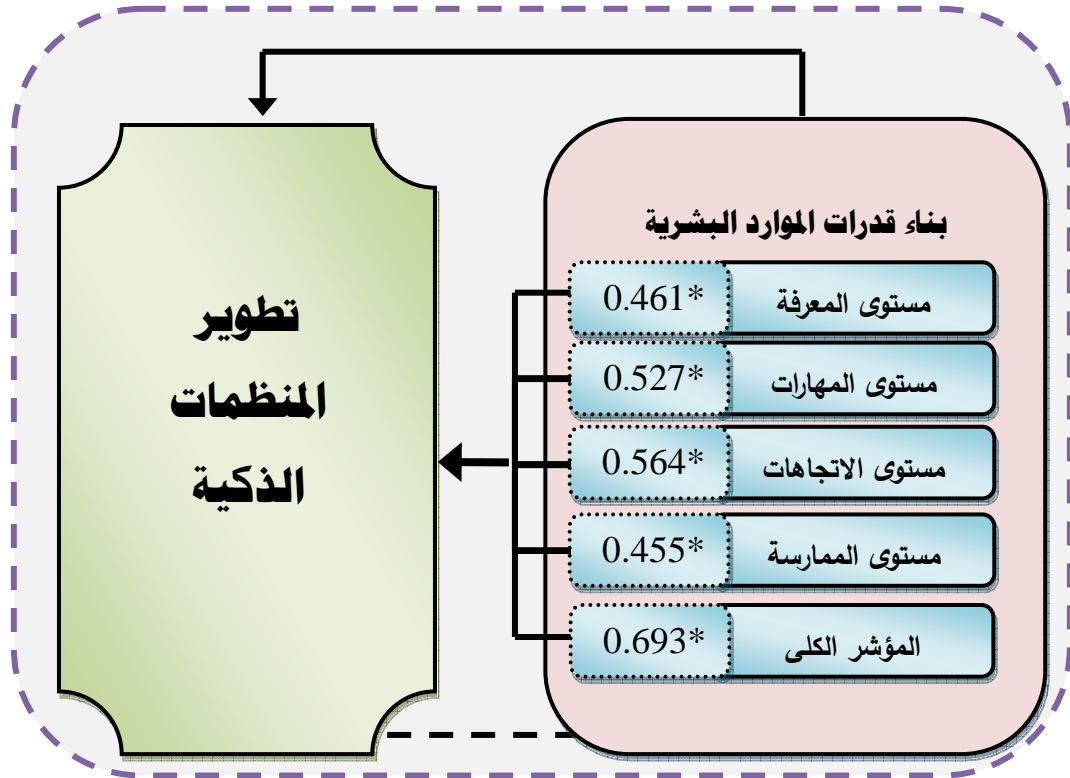 بناء قدرات الموارد البشرية
مستوى المعرفة 0.461*
مستوى المهارات 0.527*
مستوى الاتجاهات 0.564*
مستوى الممارسة 0.455*
المؤشر الكلى 0.693*
تطوير
المنظمات
الذكية